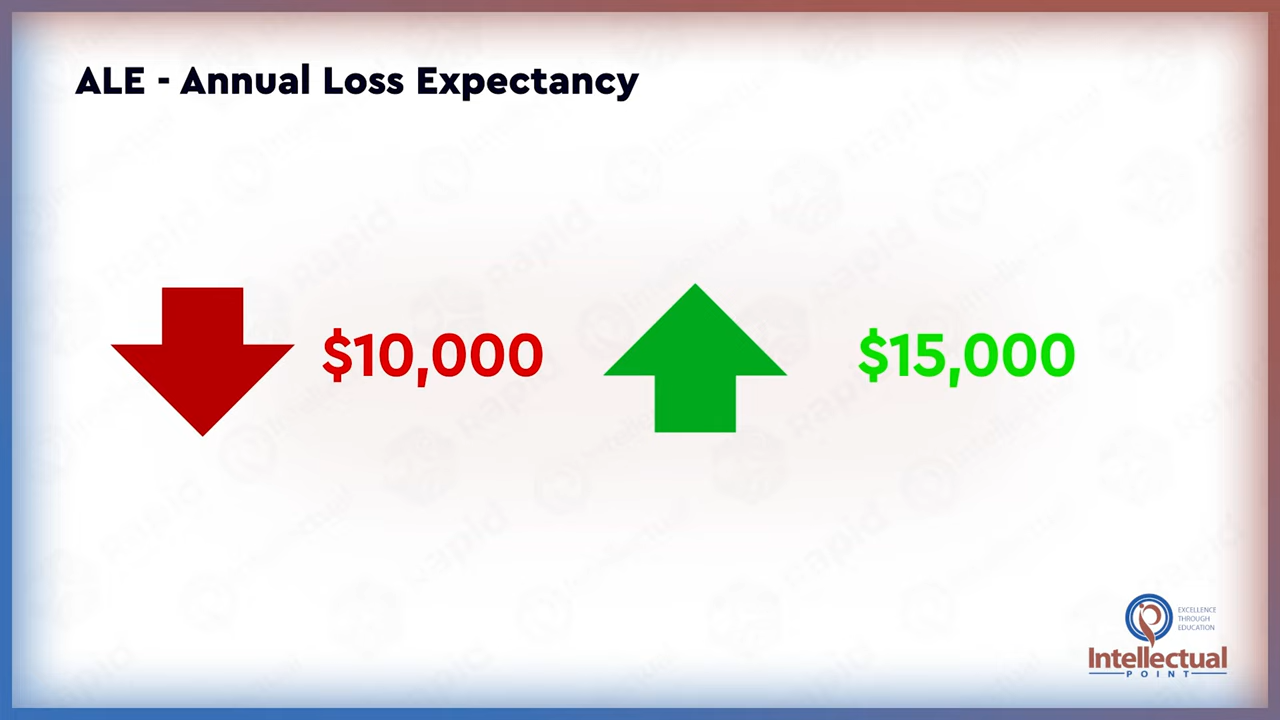 ALE - Annual Loss Expectancy
$10,000
$15,000
EXCELLENCE
THROUGH
EDUCATION
Intellectual
POINT